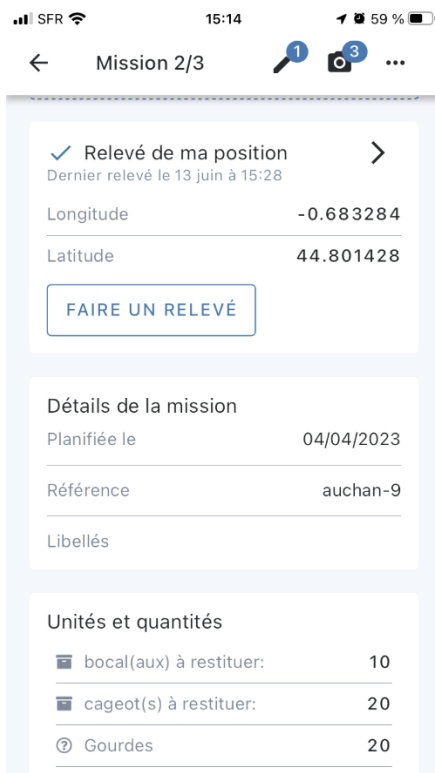 SFR 15:14 59 %
Mission 2/3 1 3
Relevé de ma position
Dernier relevé le 13 juin à 15:28
Longitude -0.683284
Latitude 44.801428
FAIRE UN RELEVÉ
Détails de la mission
Planifiée le 04/04/2023
Référence auchan-9
Libellés
Unités et quantités
bocal(aux) à restituer: 10
cageot(s) à restituer: 20
Gourdes 20